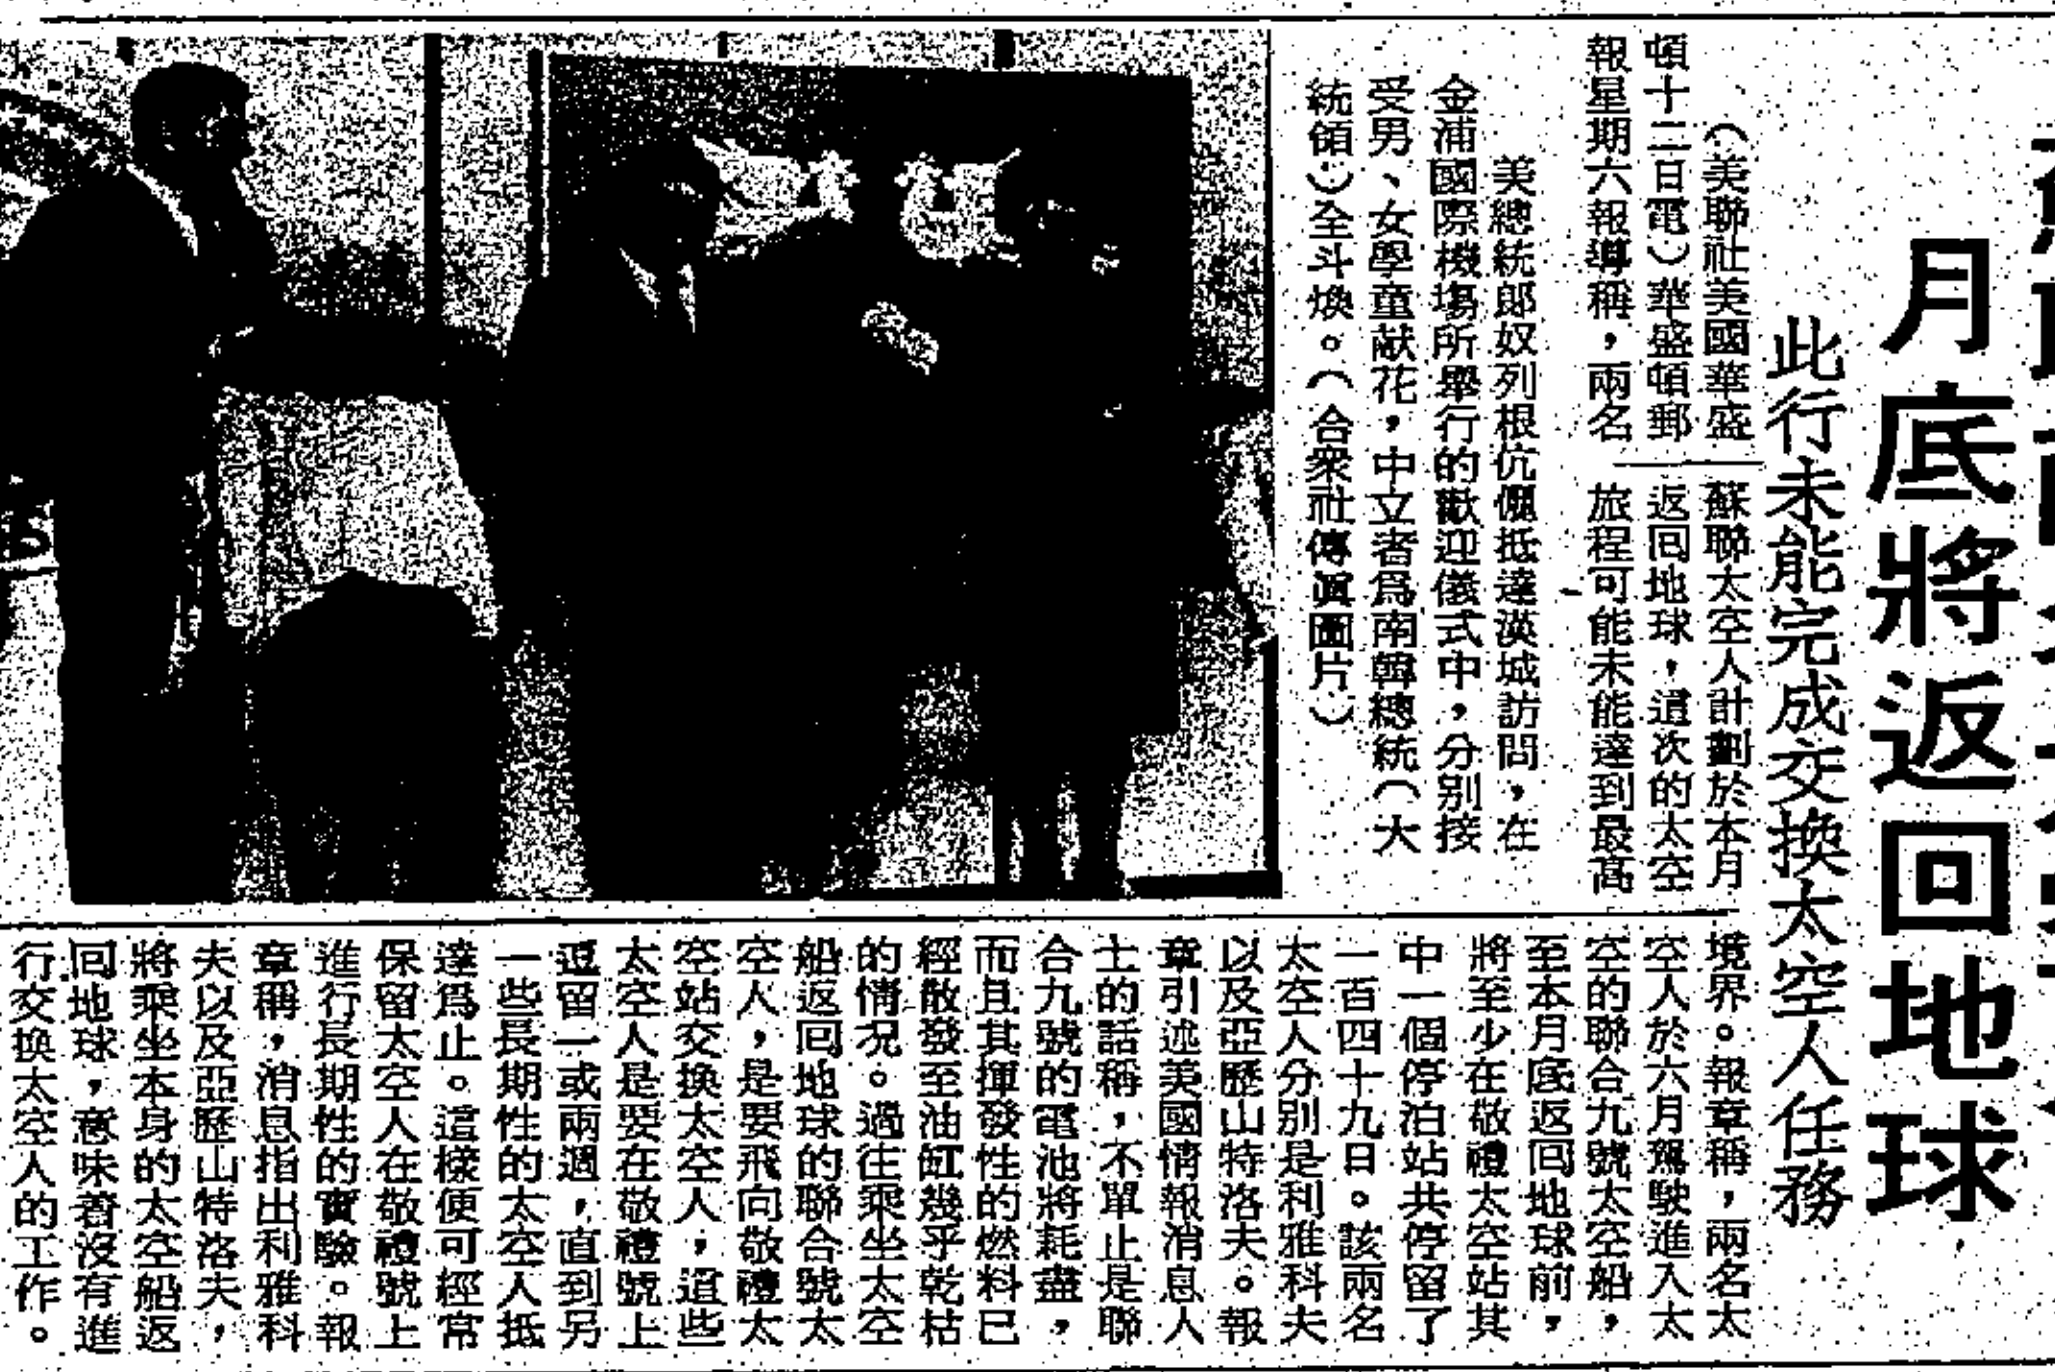 月底將返回地球
此行未能完成交換太空人任務
（美聯社美國華盛
頓十二日電）華盛頓郵
報星期六報導稱，兩名
蘇聯太空人計劃於本月
返回地球，這次的太空
旅程可能未能達到最高
境界。報章稱，兩名太
空人於六月駕駛進入太
空的聯合九號太空船，
至本月底返回地球前，
將至少在敬禮太空站其
中一個停泊站共停留了
一百四十九日。該兩名
太空人分別是利雅科夫
以及亞歷山特洛夫。報
章引述美國情報消息人
士的話稱，不單止是聯
合九號的電池將耗盡，
而且其揮發性的燃料已
經散發至油缸幾乎乾枯
的情況。過往乘坐太空
船返回地球的聯合號太
空人，是要飛向敬禮太
空站交換太空人，這些
太空人是要在敬禮號上
逗留一或兩週，直到另
一些長期性的太空人抵
達爲止。這樣便可經常
保留太空人在敬禮號上
進行長期性的實驗。報
章稱，消息指出利雅科
夫以及亞歷山特洛夫，
將乘坐本身的太空船返
回地球，意味着沒有進
行交換太空人的工作。
美總統郎奴列根伉儷抵達漢城訪問，在
金浦國際機場所舉行的歡迎儀式中，分別接
受男、女學童献花，中立者爲南韓總統（大
統領）全斗煥。（合衆社傳眞圖片）